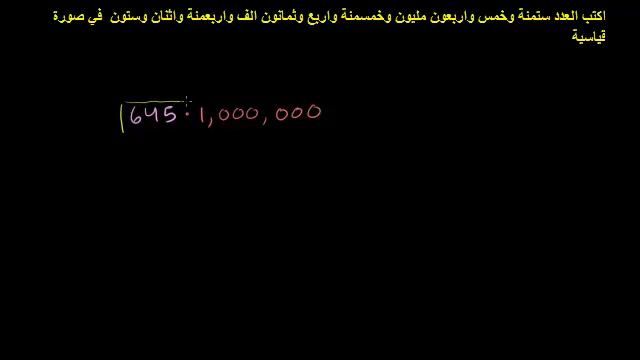 اكتب العدد ستمئة وخمس واربعون مليون وخمسمئة واربع وثمانون الف واربعمئة واثنان وستون في صورة
قياسية
645 · 1,000,000